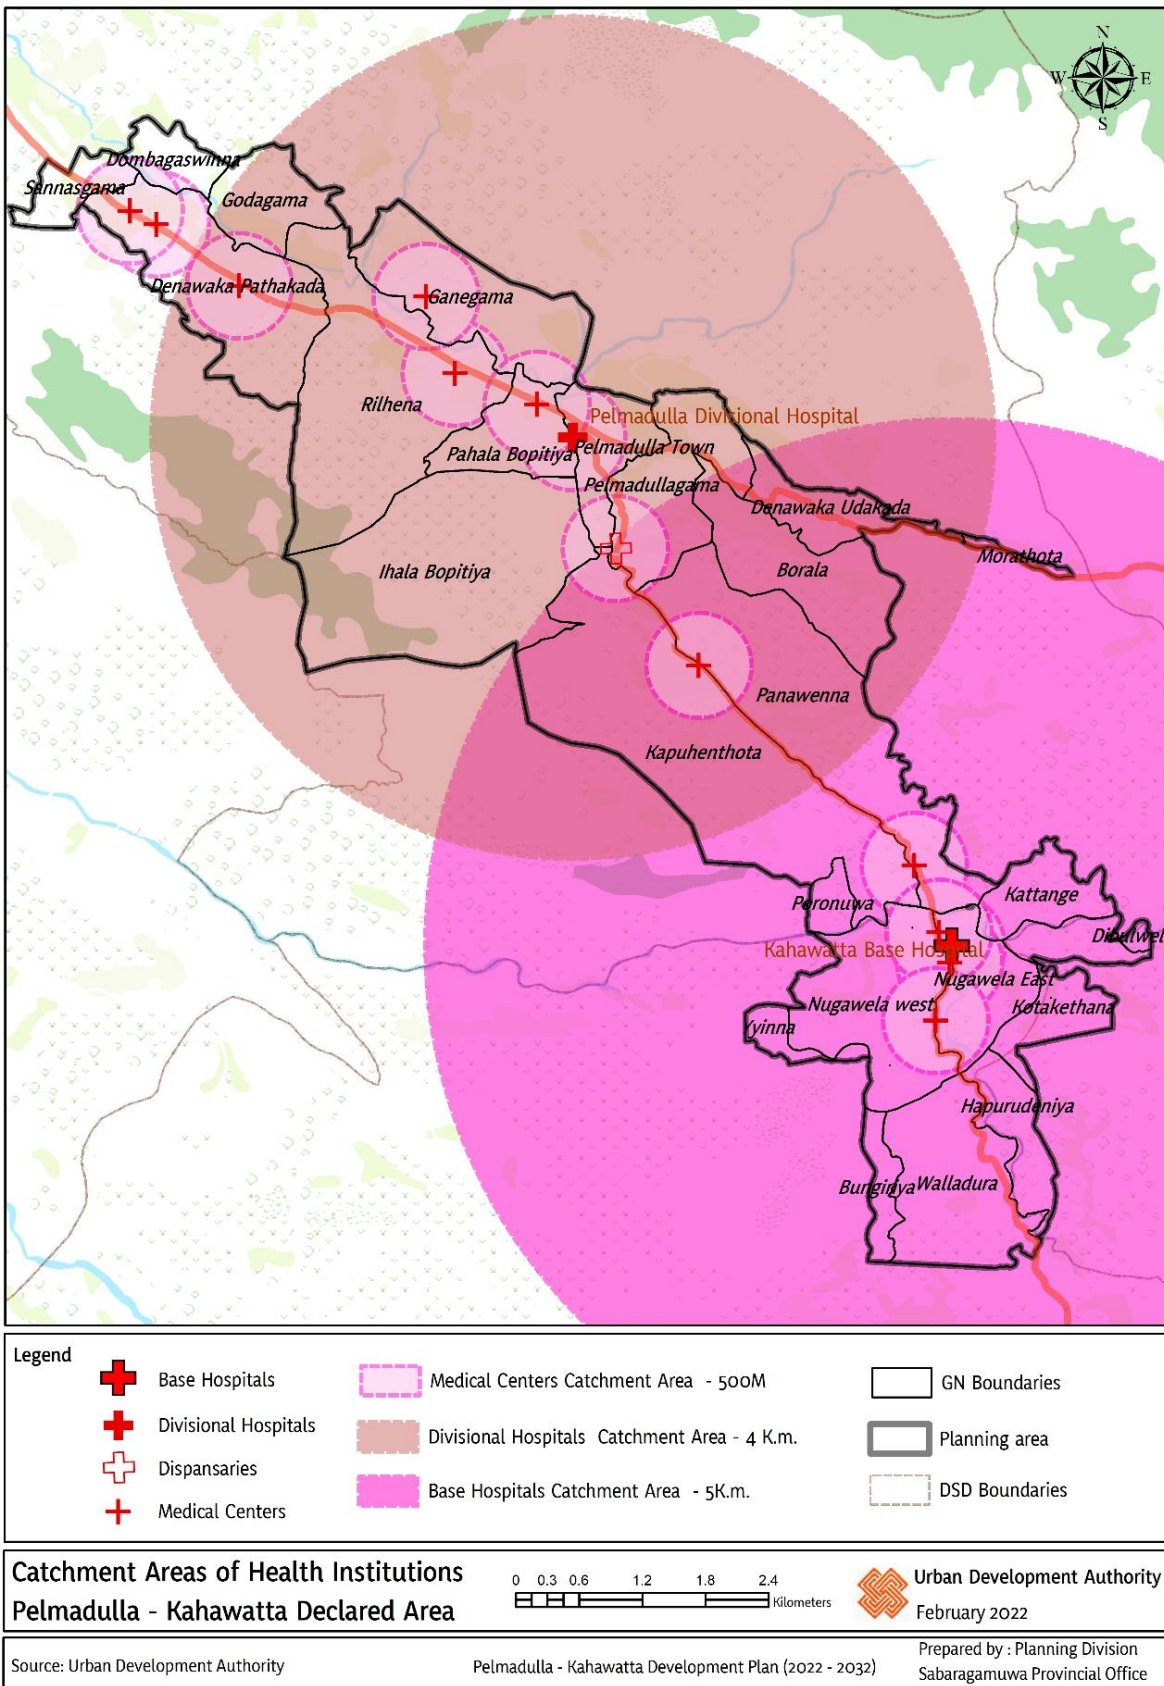 N
W
E
S
Dombagaswinna
Sannasgama
Godagama
Denawaka Pathakada
Ganegama
Rilhena
Pelmadulla Divisional Hospital
Pahala Bopitiya
Pelmadulla Town
Pelmadullagama
Denawaka Udakada
Morathota
Ihala Bopitiya
Borala
Panawenna
Kapuhenthota
Poronuwa
Kattange
Dibulwel
Kahawatta Base Hospital
Nugawela East
Nugawela west
Kotakethana
Yyinna
Hapurudeniya
Bungiriya
Walladura
Legend
Base Hospitals
Divisional Hospitals
Dispansaries
Medical Centers
Medical Centers Catchment Area - 500M
Divisional Hospitals Catchment Area - 4 K.m.
Base Hospitals Catchment Area - 5K.m.
GN Boundaries
Planning area
DSD Boundaries
Catchment Areas of Health Institutions
Pelmadulla - Kahawatta Declared Area
0 0.3 0.6 1.2 1.8 2.4
Kilometers
Urban Development Authority
February 2022
Source: Urban Development Authority
Pelmadulla - Kahawatta Development Plan (2022 - 2032)
Prepared by : Planning Division
Sabaragamuwa Provincial Office